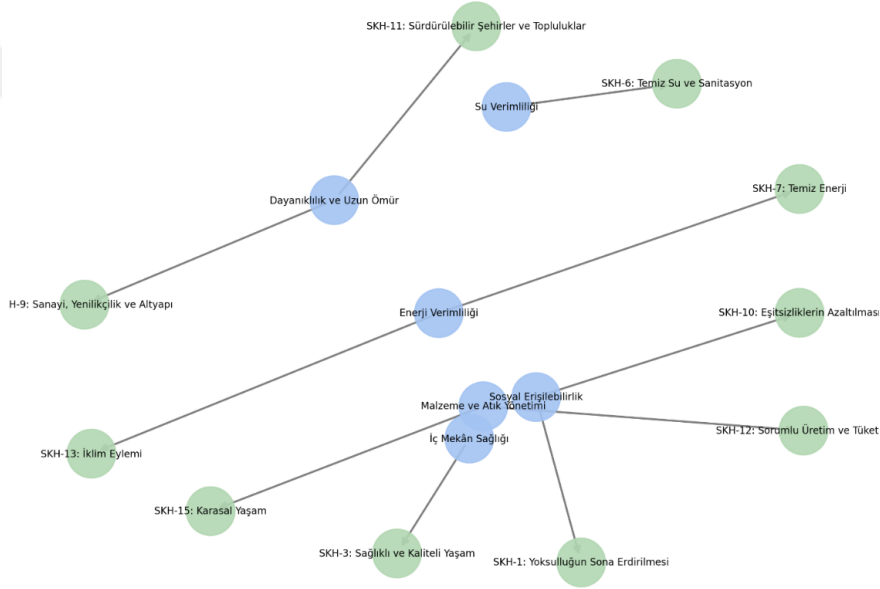 SKH-11: Sürdürülebilir Şehirler ve Topluluklar
SKH-6: Temiz Su ve Sanitasyon
Su Verimliliği
SKH-7: Temiz Enerji
Dayanıklılık ve Uzun Ömür
H-9: Sanayi, Yenilikçilik ve Altyapı
Enerji Verimliliği
SKH-10: Eşitsizliklerin Azaltılması
Sosyal Erişilebilirlik
Malzeme ve Atık Yönetimi
SKH-12: Sorumlu Üretim ve Tüket
İç Mekân Sağlığı
SKH-13: İklim Eylemi
SKH-15: Karasal Yaşam
SKH-3: Sağlıklı ve Kaliteli Yaşam
SKH-1: Yoksulluğun Sona Erdirilmesi